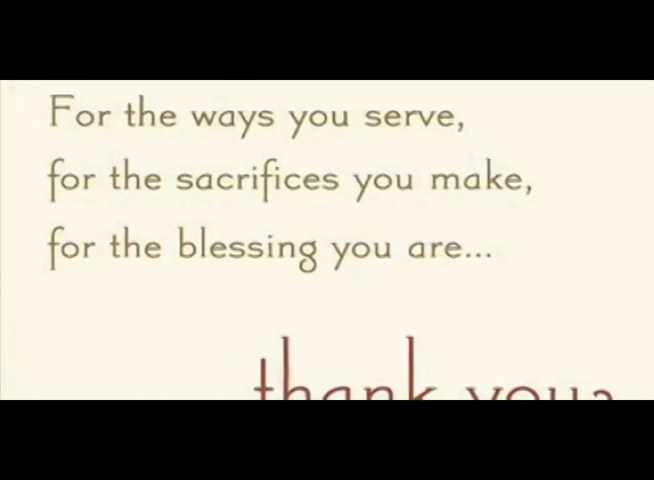 For the ways you serve,
for the sacrifices you make,
for the blessing you are...
thank you